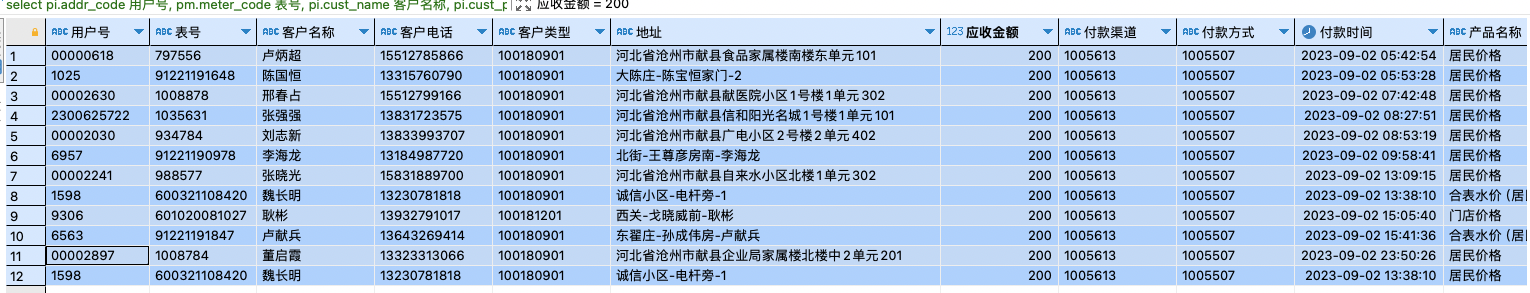 select pi.addr_code 用户号, pm.meter_code 表号, pi.cust_name 客户名称, pi.cust_p 应收金额 = 200
ABC 用户号 ABC 表号 ABC 客户名称 ABC 客户电话 ABC 客户类型 ABC 地址 123 应收金额 ABC 付款渠道 ABC 付款方式 付款时间 ABC 产品名称
1 00000618 797556 卢炳超 15512785866 100180901 河北省沧州市献县食品家属楼南楼东单元101 200 1005613 1005507 2023-09-02 05:42:54 居民价格
2 1025 91221191648 陈国恒 13315760790 100180901 大陈庄-陈宝恒家门-2 200 1005613 1005507 2023-09-02 05:53:28 居民价格
3 00002630 1008878 邢春占 15512799166 100180901 河北省沧州市献县献医院小区1号楼1单元302 200 1005613 1005507 2023-09-02 07:42:48 居民价格
4 2300625722 1035631 张强强 13831723575 100180901 河北省沧州市献县信和阳光名城1号楼1单元101 200 1005613 1005507 2023-09-02 08:27:51 居民价格
5 00002030 934784 刘志新 13833993707 100180901 河北省沧州市献县广电小区2号楼2单元402 200 1005613 1005507 2023-09-02 08:53:19 居民价格
6 6957 91221190978 李海龙 13184987720 100180901 北街-王尊彦房南-李海龙 200 1005613 1005507 2023-09-02 09:58:41 居民价格
7 00002241 988577 张晓光 15831889700 100180901 河北省沧州市献县自来水小区北楼1单元302 200 1005613 1005507 2023-09-02 13:09:15 居民价格
8 1598 600321108420 魏长明 13230781818 100180901 诚信小区-电杆旁-1 200 1005613 1005507 2023-09-02 13:38:10 合表水价 (居
9 9306 601020081027 耿彬 13932791017 100181201 西关-戈晓威前-耿彬 200 1005613 1005507 2023-09-02 15:05:40 门店价格
10 6563 91221191847 卢献兵 13643269414 100180901 东翟庄-孙成伟房-卢献兵 200 1005613 1005507 2023-09-02 15:41:36 合表水价 (居
11 00002897 1008784 董启霞 13323313066 100180901 河北省沧州市献县企业局家属楼北楼中2单元201 200 1005613 1005507 2023-09-02 23:50:26 居民价格
12 1598 600321108420 魏长明 13230781818 100180901 诚信小区-电杆旁-1 200 1005613 1005507 2023-09-02 13:38:10 居民价格